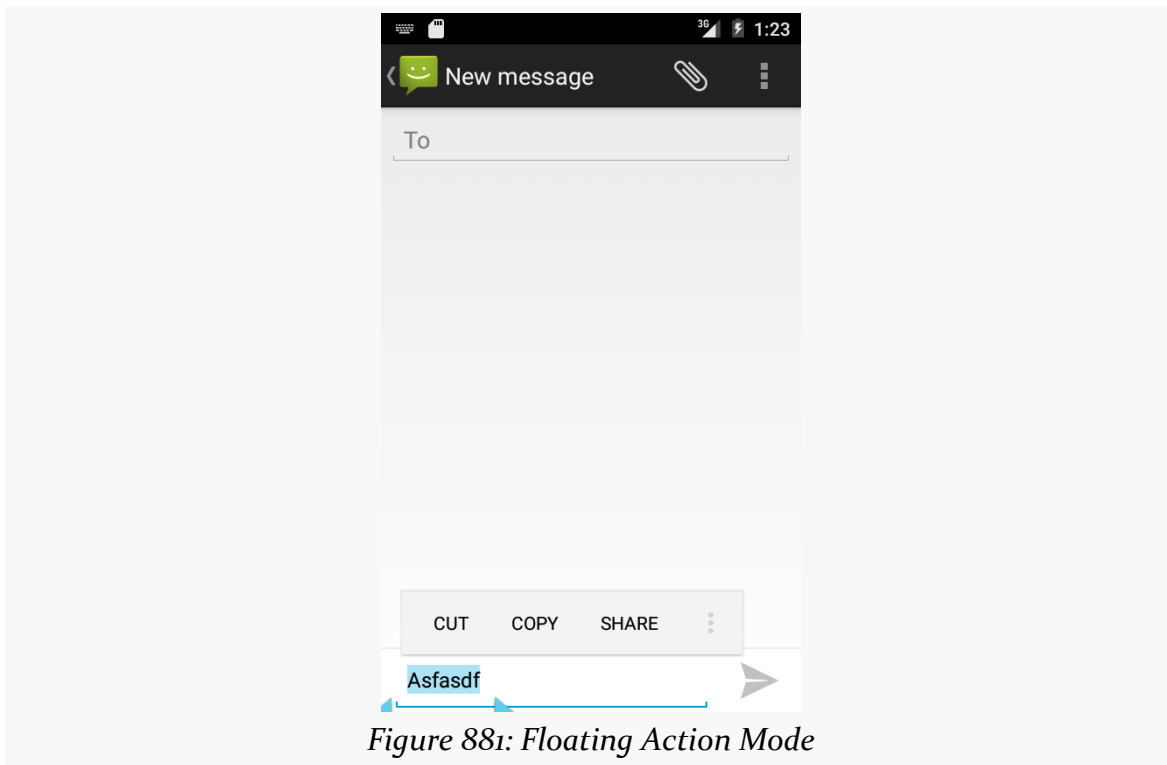 3G 1:23
New message
To
CUT COPY SHARE
Asfasdf
Figure 881: Floating Action Mode